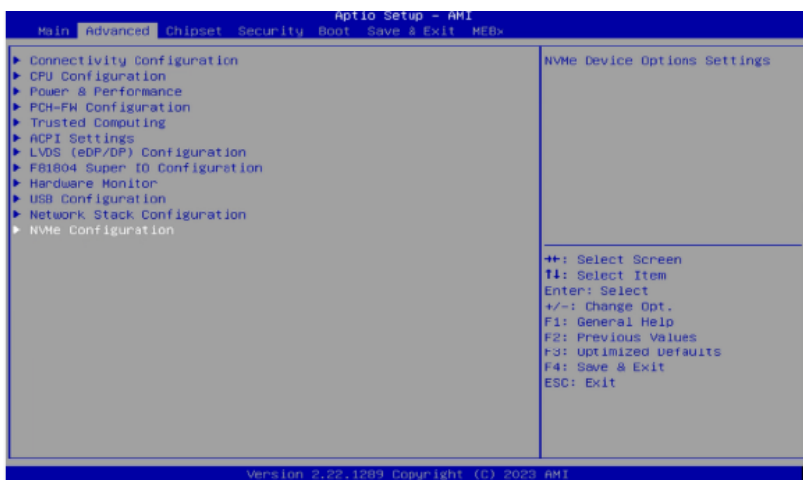 Aptio Setup – AMI
Main Advanced Chipset Security Boot Save & Exit MEBx
Connectivity Configuration
CPU Configuration
Power & Performance
PCH-FW Configuration
Trusted Computing
ACPI Settings
LVDS (eDP/DP) Configuration
F81804 Super IO Configuration
Hardware Monitor
USB Configuration
Network Stack Configuration
NVMe Configuration
NVMe Device Options Settings
→←: Select Screen
↑↓: Select Item
Enter: Select
+/-: Change Opt.
F1: General Help
F2: Previous Values
F3: Optimized Defaults
F4: Save & Exit
ESC: Exit
Version 2.22.1289 Copyright (C) 2023 AMI